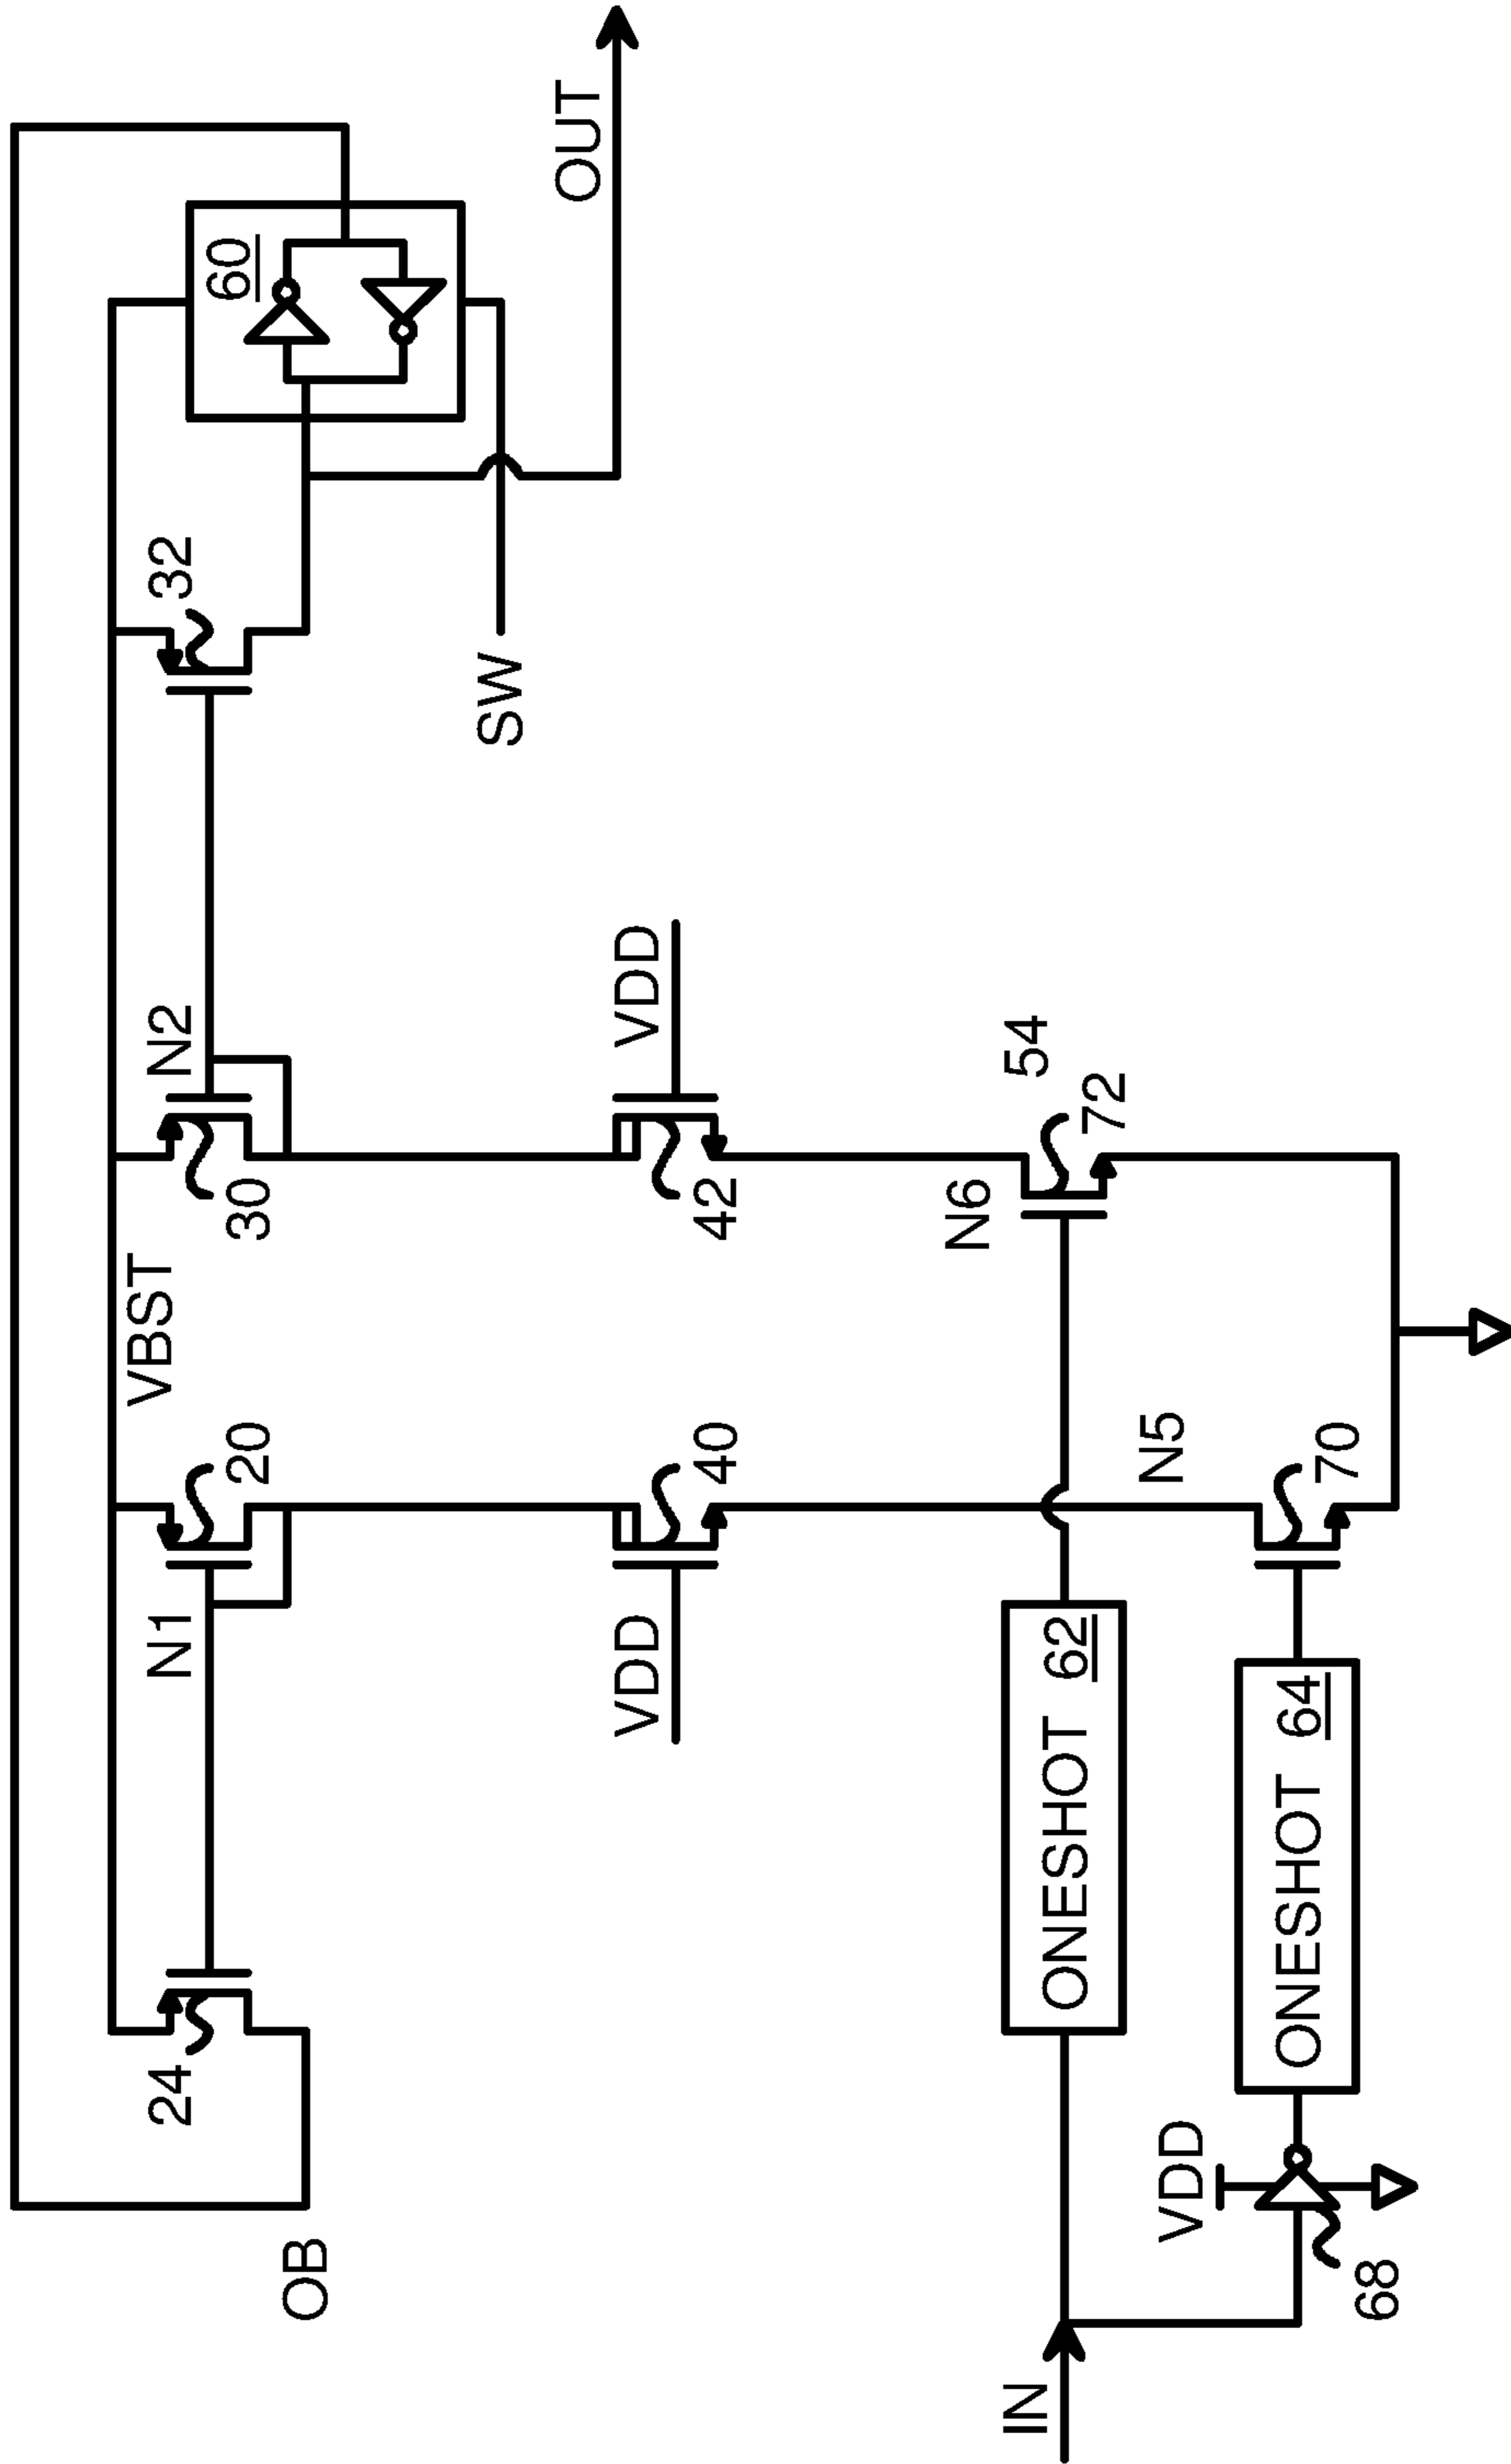 VBST
N1
N2
24
20
30
32
60
OB
SW
OUT
VDD
VDD
40
42
N6
54
72
IN
ONESHOT 62
VDD
N5
ONESHOT 64
70
68